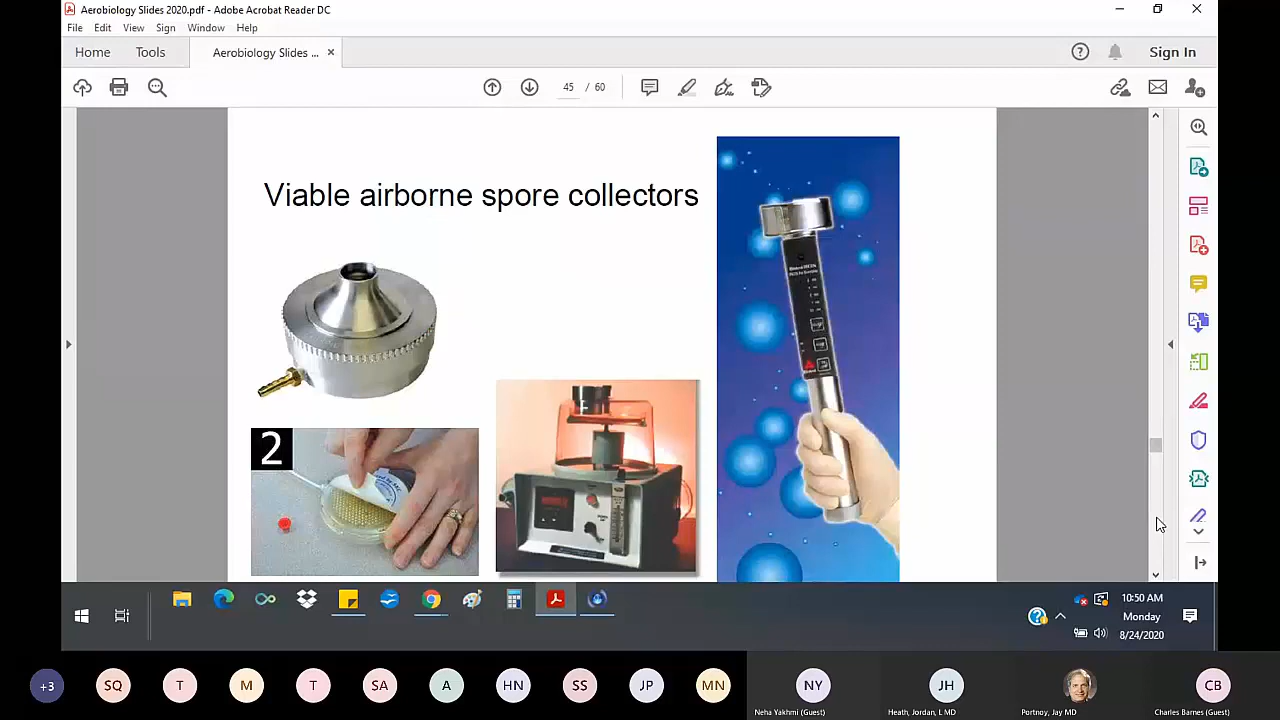 Aerobiology Slides 2020.pdf - Adobe Acrobat Reader DC
File Edit View Sign Window Help
Home Tools Aerobiology Slides ... × Sign In
45 / 60
Viable airborne spore collectors
2
10:50 AM
Monday
8/24/2020
+3 SQ T M T SA A HN SS JP MN NY JH CB
Neha Yakhmi (Guest) Heath, Jordan, L MD Portnoy, Jay MD Charles Barnes (Guest)